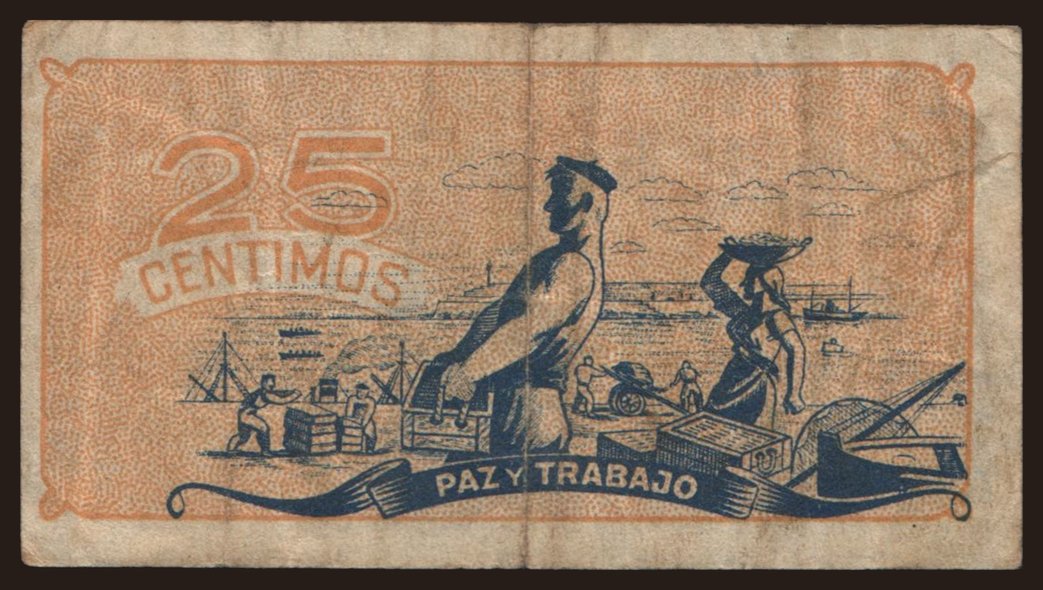 25
CENTIMOS
PAZ Y TRABAJO